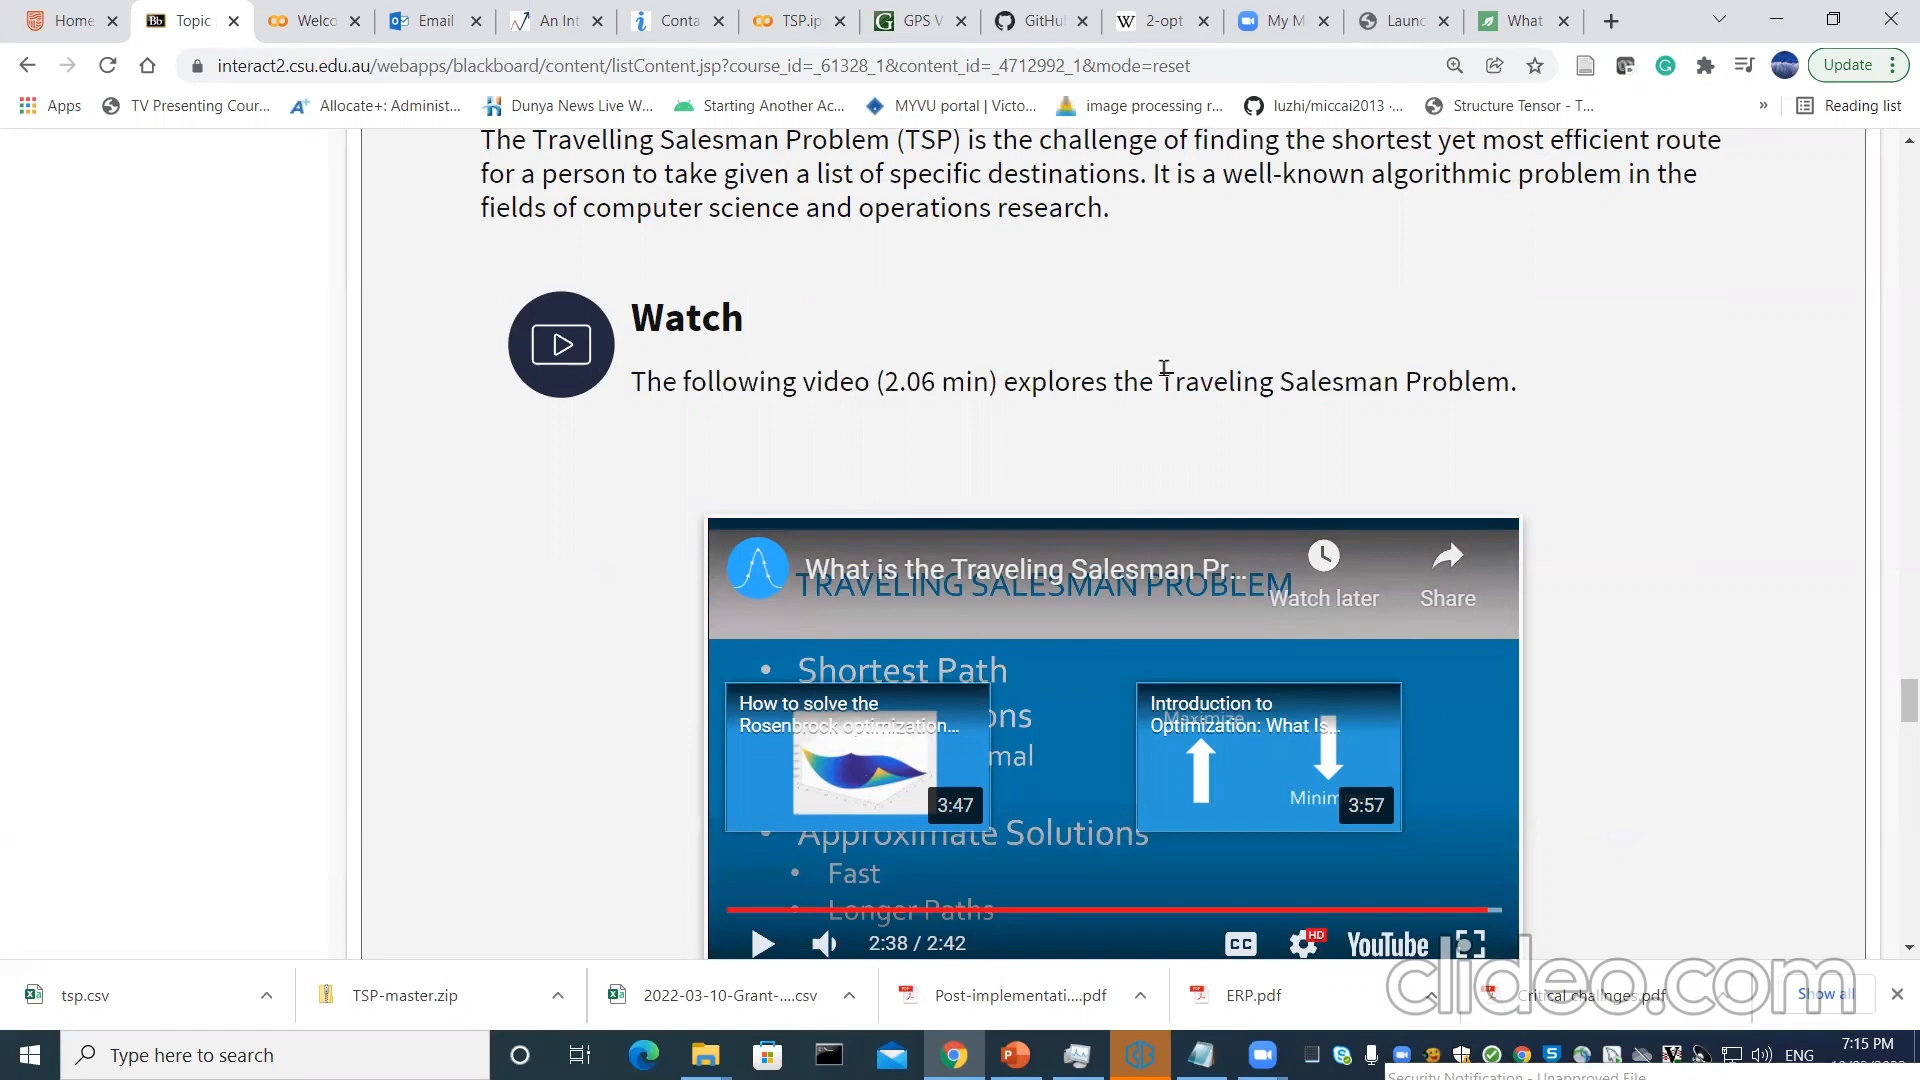 Home
Topic
Welco
Email
An Int
Conta
TSP.ip
GPS V
GitHu
2-opt
My M
Launc
What
interact2.csu.edu.au/webapps/blackboard/content/listContent.jsp?course_id=_61328_1&content_id=_4712992_1&mode=reset
Update
Apps
TV Presenting Cour...
Allocate+: Administ...
Dunya News Live W...
Starting Another Ac...
MYVU portal | Victo...
image processing r...
luzhi/miccai2013 ·...
Structure Tensor - T...
»
Reading list
The Travelling Salesman Problem (TSP) is the challenge of finding the shortest yet most efficient route
for a person to take given a list of specific destinations. It is a well-known algorithmic problem in the
fields of computer science and operations research.
Watch
The following video (2.06 min) explores the Traveling Salesman Problem.
What is the Traveling Salesman Pr...
TRAVELING SALESMAN PROBLEM
Watch later
Share
• Shortest Path
How to solve the
Rosenbrock optimization...
3:47
Introduction to
Optimization: What Is...
Maximize
3:57
• Approximate Solutions
• Fast
• Longer Paths
2:38 / 2:42
CC
HD
YouTube
clideo.com
tsp.csv
TSP-master.zip
2022-03-10-Grant-....csv
Post-implementati....pdf
ERP.pdf
Critical challnges.pdf
Show all
Type here to search
7:15 PM
ENG
Security Notification - Unapproved File